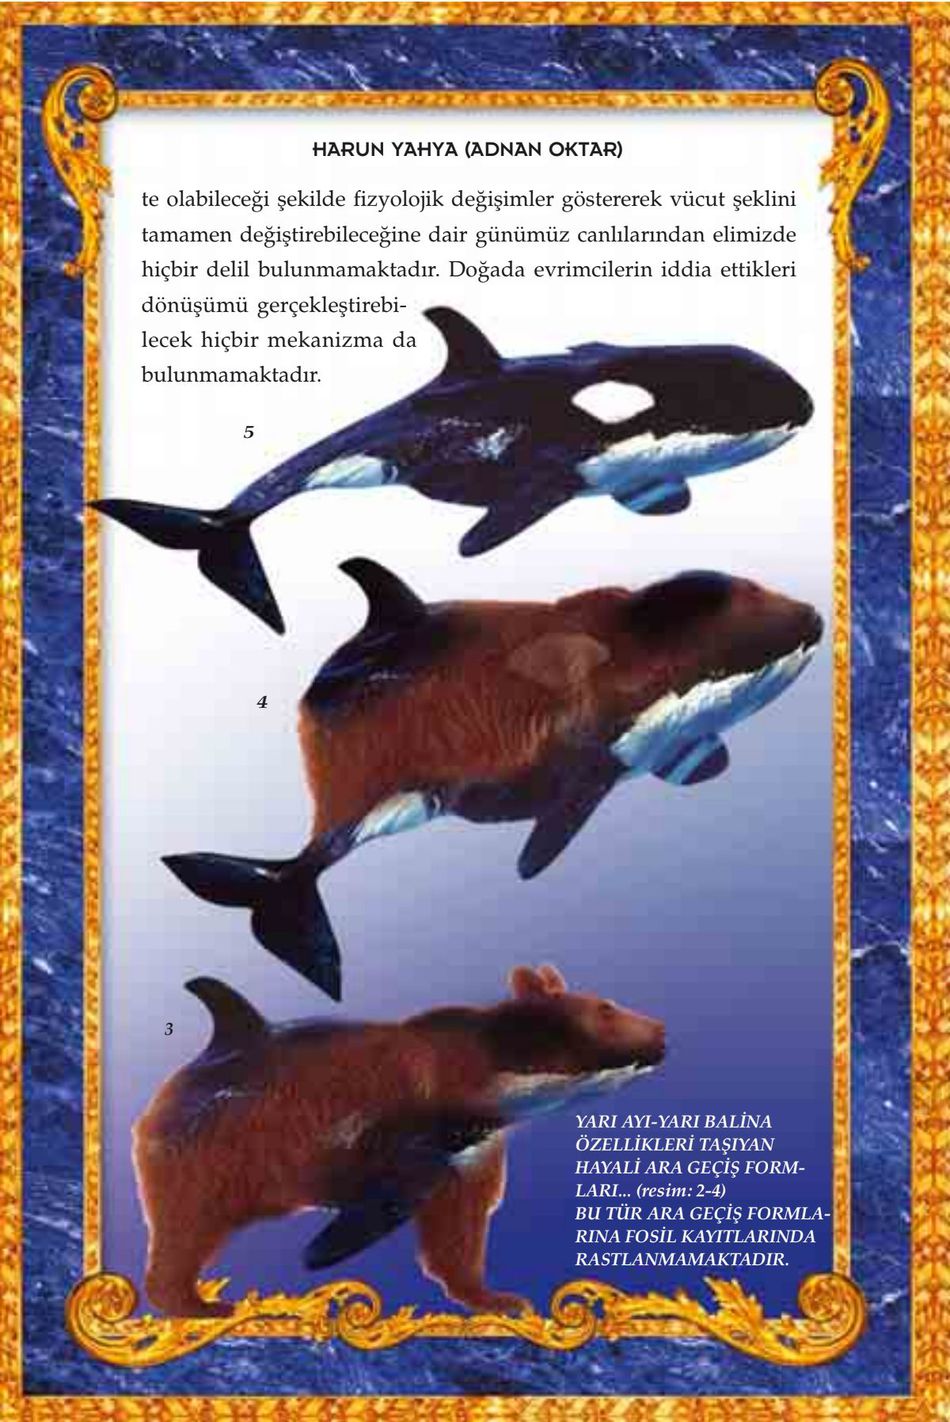 HARUN YAHYA (ADNAN OKTAR)
te olabileceği şekilde fizyolojik değişimler göstererek vücut şeklini
tamamen değiştirebileceğine dair günümüz canlılarından elimizde
hiçbir delil bulunmamaktadır. Doğada evrimcilerin iddia ettikleri
dönüşümü gerçekleştirebi-
lecek hiçbir mekanizma da
bulunmamaktadır.
5
4
3
YARI AYI-YARI BALİNA
ÖZELLİKLERİ TAŞIYAN
HAYALİ ARA GEÇİŞ FORM-
LARI... (resim: 2-4)
BU TÜR ARA GEÇİŞ FORMLA-
RINA FOSİL KAYITLARINDA
RASTLANMAMAKTADIR.